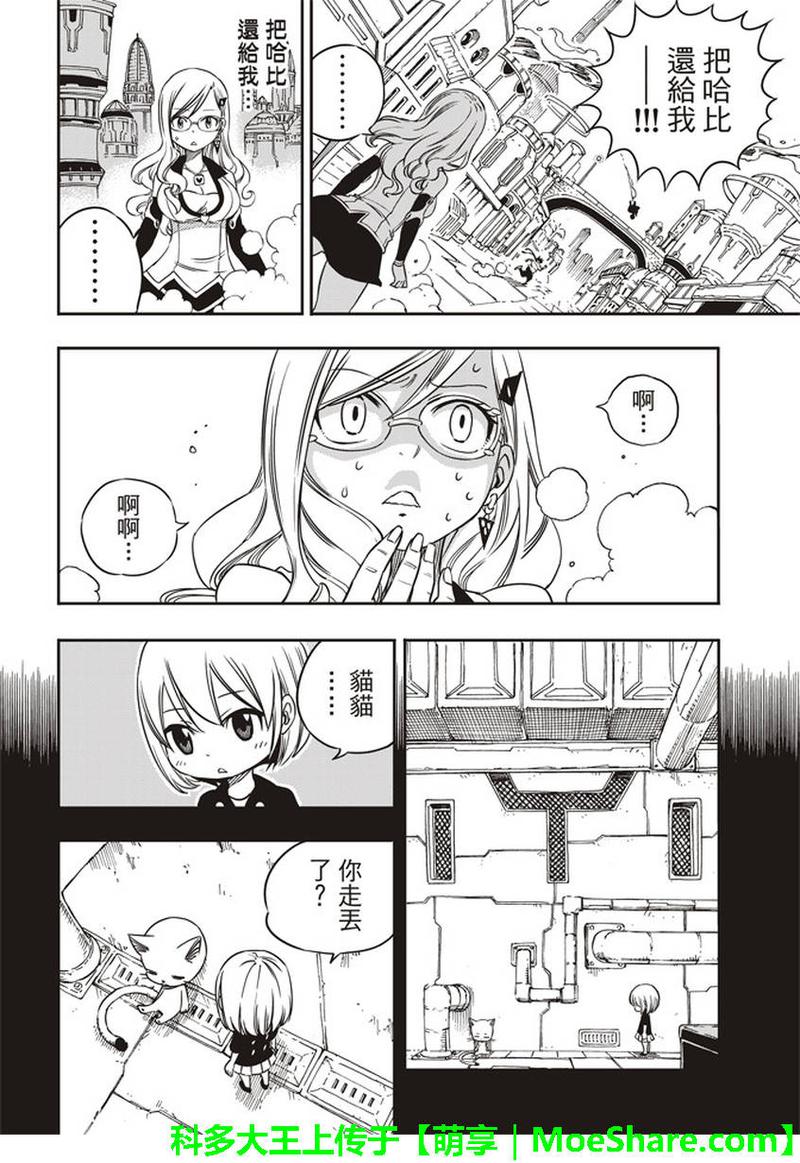 把哈比
還給我
——!!!
……
把哈比
還給我…
……
啊…
啊
啊…
貓貓
……
你走丟
了?
科多大王上传于【萌享｜MoeShare.com】